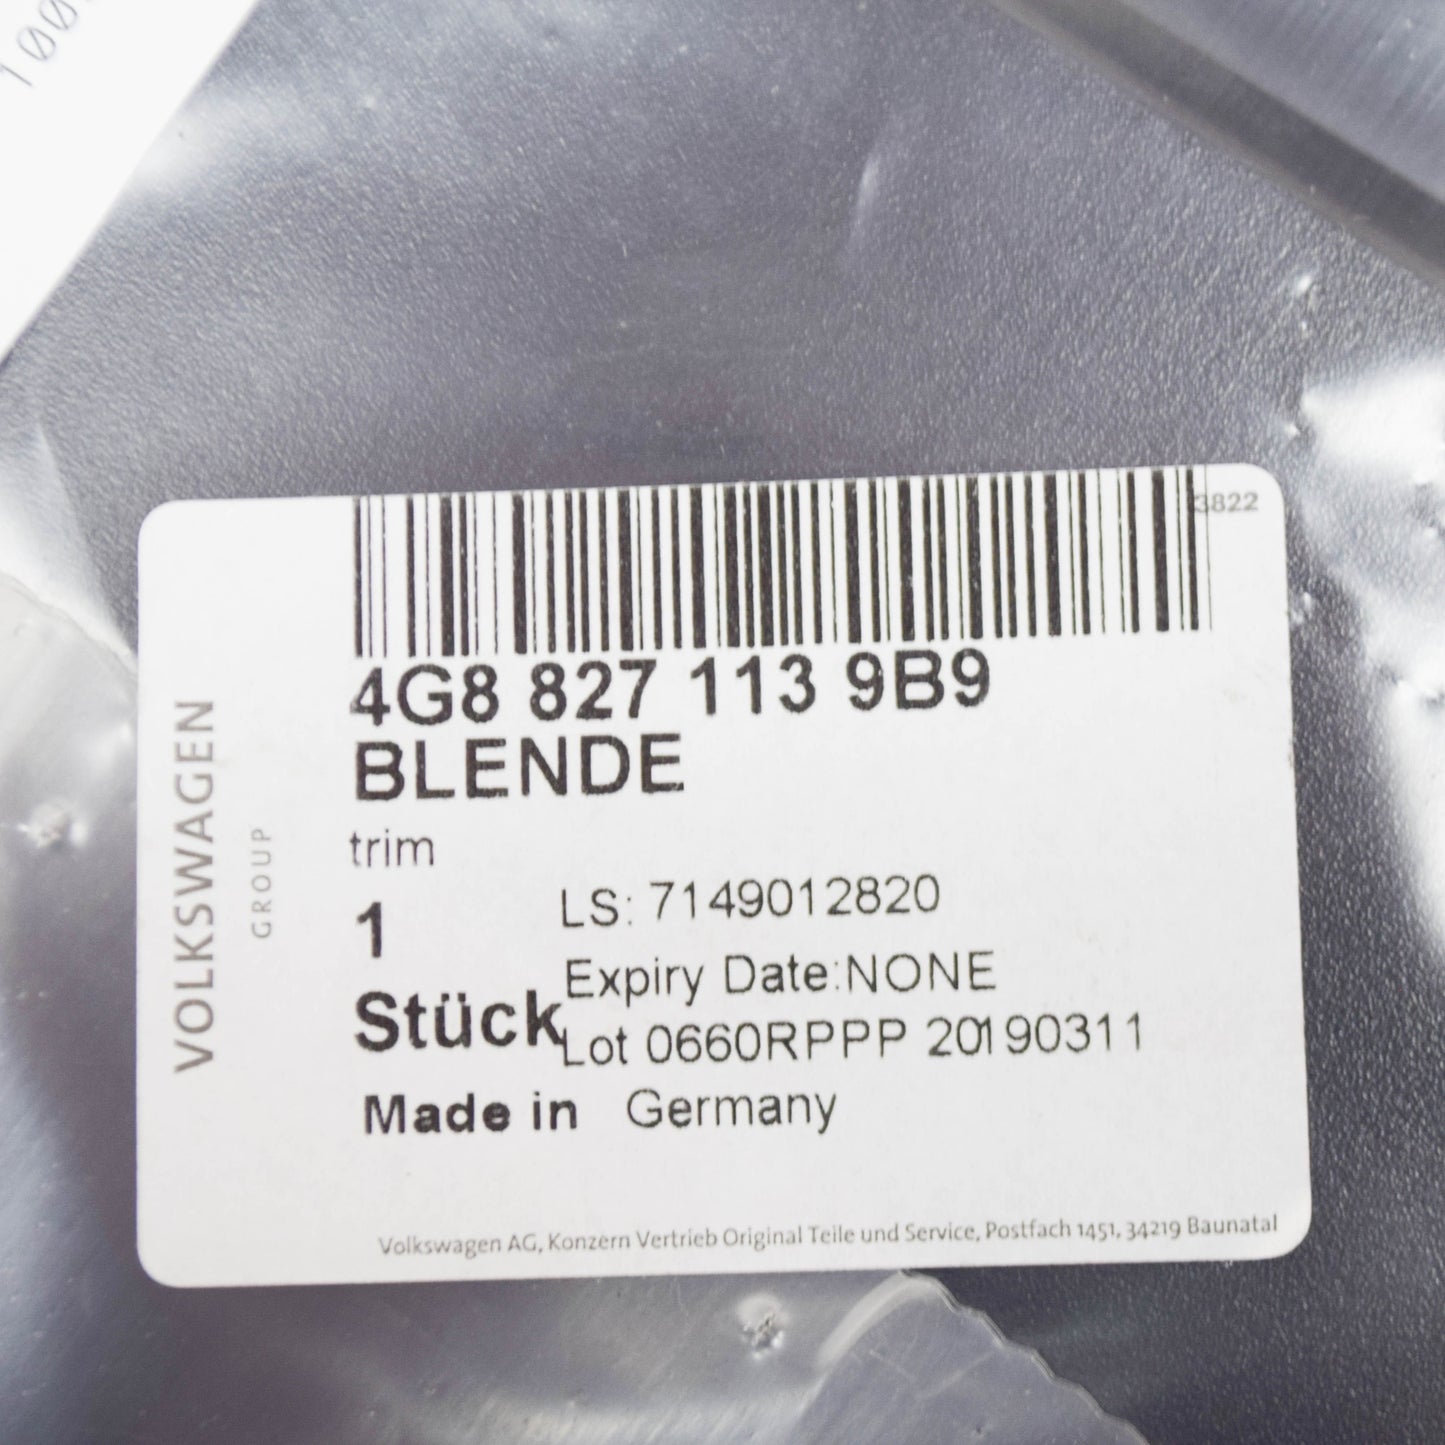 3822
4G8 827 113 9B9
BLENDE
trim
1
LS: 7149012820
Expiry Date:NONE
Stück
Lot 0660RPPP 20190311
Made in Germany
VOLKSWAGEN
GROUP
Volkswagen AG, Konzern Vertrieb Original Teile und Service, Postfach 1451, 34219 Baunatal